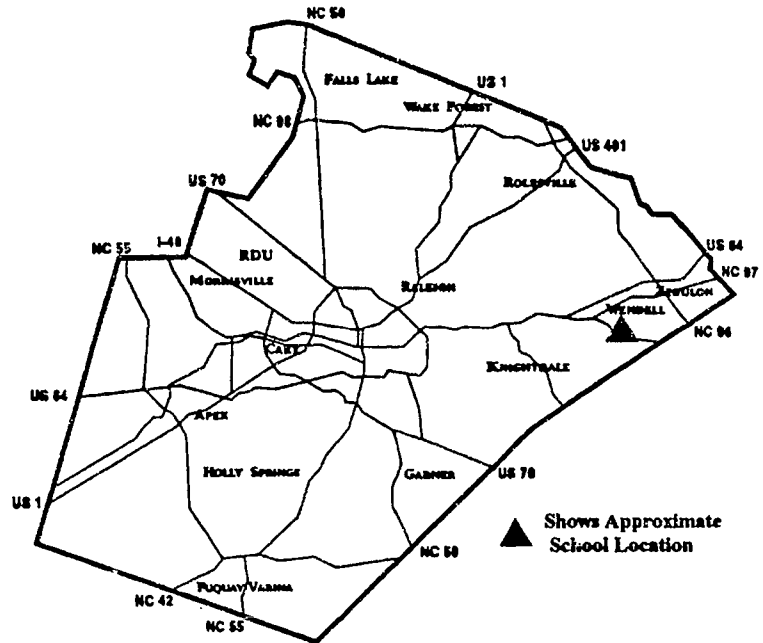 NC 50
FALLS LAKE
US 1
WAKE FOREST
NC 98
US 401
ROLESVILLE
US 70
US 64
NC 55
I-40
RDU
NC 97
MORRISVILLE
RALEIGH
ZEBULON
WENDELL
NC 96
CARY
KNIGHTDALE
US 64
APEX
HOLLY SPRINGS
GARNER
US 70
US 1
Shows Approximate
School Location
NC 50
FUQUAY VARINA
NC 42
NC 55